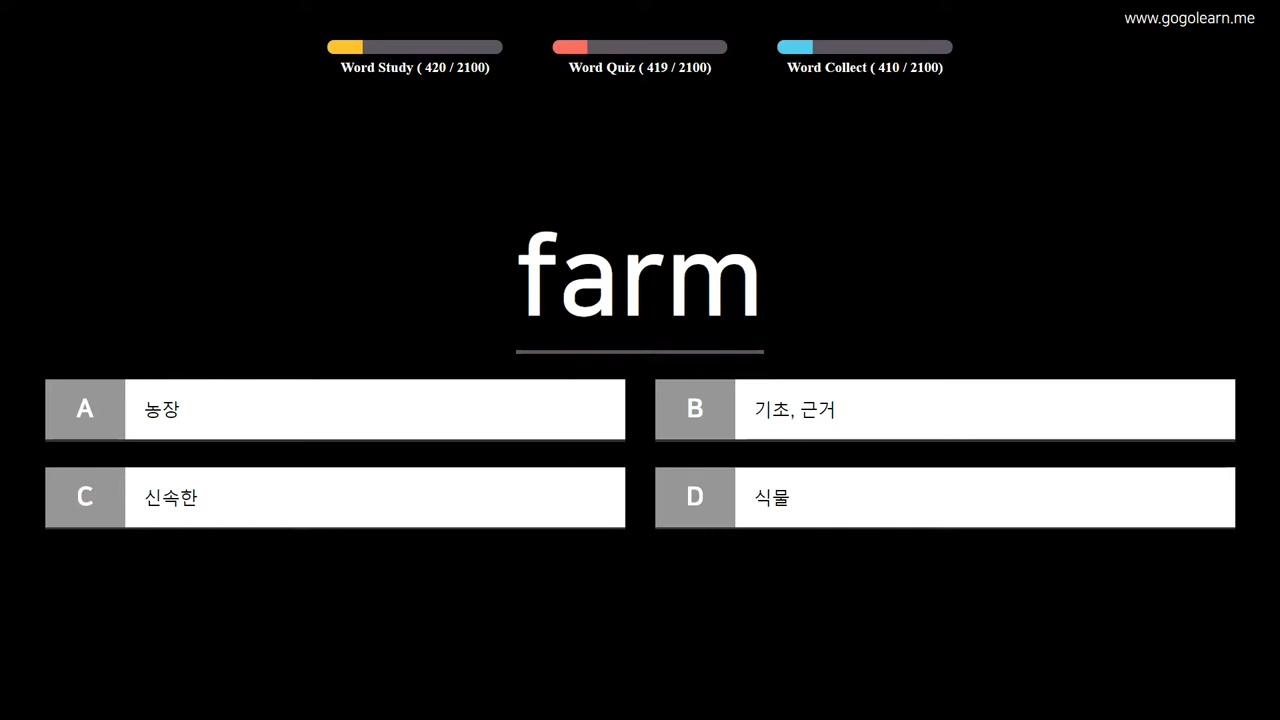 www.gogolearn.me
Word Study ( 420 / 2100)
Word Quiz ( 419 / 2100)
Word Collect ( 410 / 2100)
farm
A 농장
B 기초, 근거
C 신속한
D 식물